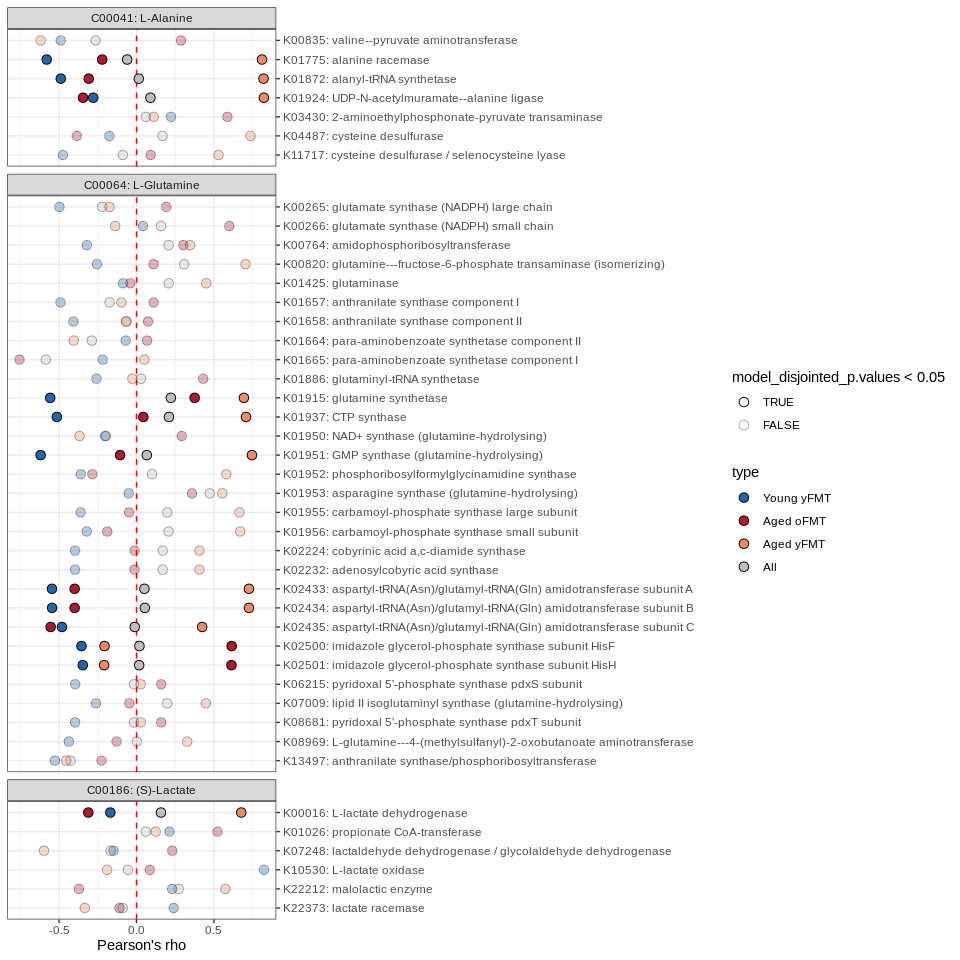 C00041: L-Alanine
K00835: valine--pyruvate aminotransferase
K01775: alanine racemase
K01872: alanyl-tRNA synthetase
K01924: UDP-N-acetylmuramate--alanine ligase
K03430: 2-aminoethylphosphonate-pyruvate transaminase
K04487: cysteine desulfurase
K11717: cysteine desulfurase / selenocysteine lyase
C00064: L-Glutamine
K00265: glutamate synthase (NADPH) large chain
K00266: glutamate synthase (NADPH) small chain
K00764: amidophosphoribosyltransferase
K00820: glutamine---fructose-6-phosphate transaminase (isomerizing)
K01425: glutaminase
K01657: anthranilate synthase component I
K01658: anthranilate synthase component II
K01664: para-aminobenzoate synthetase component II
K01665: para-aminobenzoate synthetase component I
K01886: glutaminyl-tRNA synthetase
K01915: glutamine synthetase
K01937: CTP synthase
K01950: NAD+ synthase (glutamine-hydrolysing)
K01951: GMP synthase (glutamine-hydrolysing)
K01952: phosphoribosylformylglycinamidine synthase
K01953: asparagine synthase (glutamine-hydrolysing)
K01955: carbamoyl-phosphate synthase large subunit
K01956: carbamoyl-phosphate synthase small subunit
K02224: cobyrinic acid a,c-diamide synthase
K02232: adenosylcobyric acid synthase
K02433: aspartyl-tRNA(Asn)/glutamyl-tRNA(Gln) amidotransferase subunit A
K02434: aspartyl-tRNA(Asn)/glutamyl-tRNA(Gln) amidotransferase subunit B
K02435: aspartyl-tRNA(Asn)/glutamyl-tRNA(Gln) amidotransferase subunit C
K02500: imidazole glycerol-phosphate synthase subunit HisF
K02501: imidazole glycerol-phosphate synthase subunit HisH
K06215: pyridoxal 5'-phosphate synthase pdxS subunit
K07009: lipid II isoglutaminyl synthase (glutamine-hydrolysing)
K08681: pyridoxal 5'-phosphate synthase pdxT subunit
K08969: L-glutamine---4-(methylsulfanyl)-2-oxobutanoate aminotransferase
K13497: anthranilate synthase/phosphoribosyltransferase
C00186: (S)-Lactate
K00016: L-lactate dehydrogenase
K01026: propionate CoA-transferase
K07248: lactaldehyde dehydrogenase / glycolaldehyde dehydrogenase
K10530: L-lactate oxidase
K22212: malolactic enzyme
K22373: lactate racemase
-0.5 0.0 0.5
Pearson's rho
model_disjointed_p.values < 0.05
TRUE
FALSE
type
Young yFMT
Aged oFMT
Aged yFMT
All